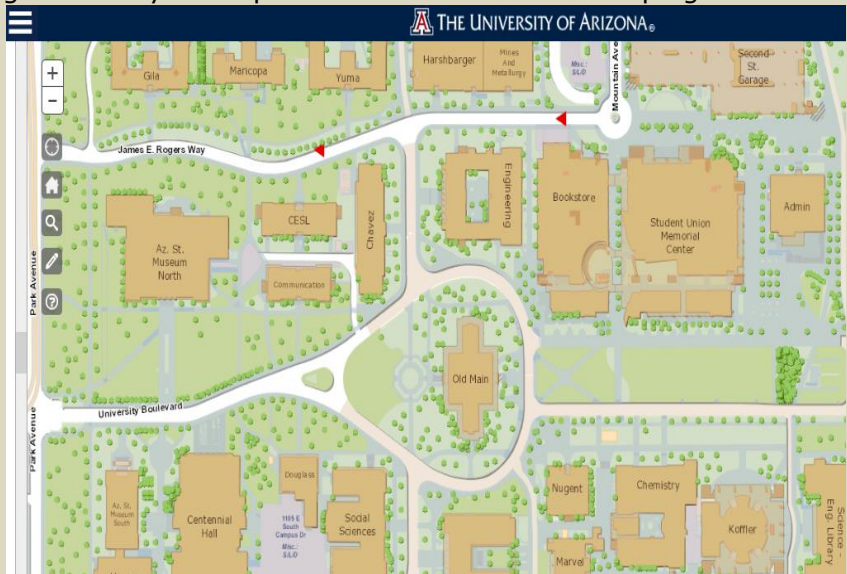 THE UNIVERSITY OF ARIZONA®
Gila
Maricopa
Yuma
Harshbarger
Mines
And
Metallurgy
Misc.:
S/L/O
Mountain Ave
Second
St.
Garage
James E. Rogers Way
Park Avenue
Az. St.
Museum
North
CESL
Communication
Chavez
Engineering
Bookstore
Student Union
Memorial
Center
Admin
Old Main
University Boulevard
Park Avenue
Az. St.
Museum
South
Centennial
Hall
Douglass
1105 E
South
Campus Dr
Misc.:
S/L/O
Social
Sciences
Nugent
Marvel
Chemistry
Koffler
Science -
Eng. Library